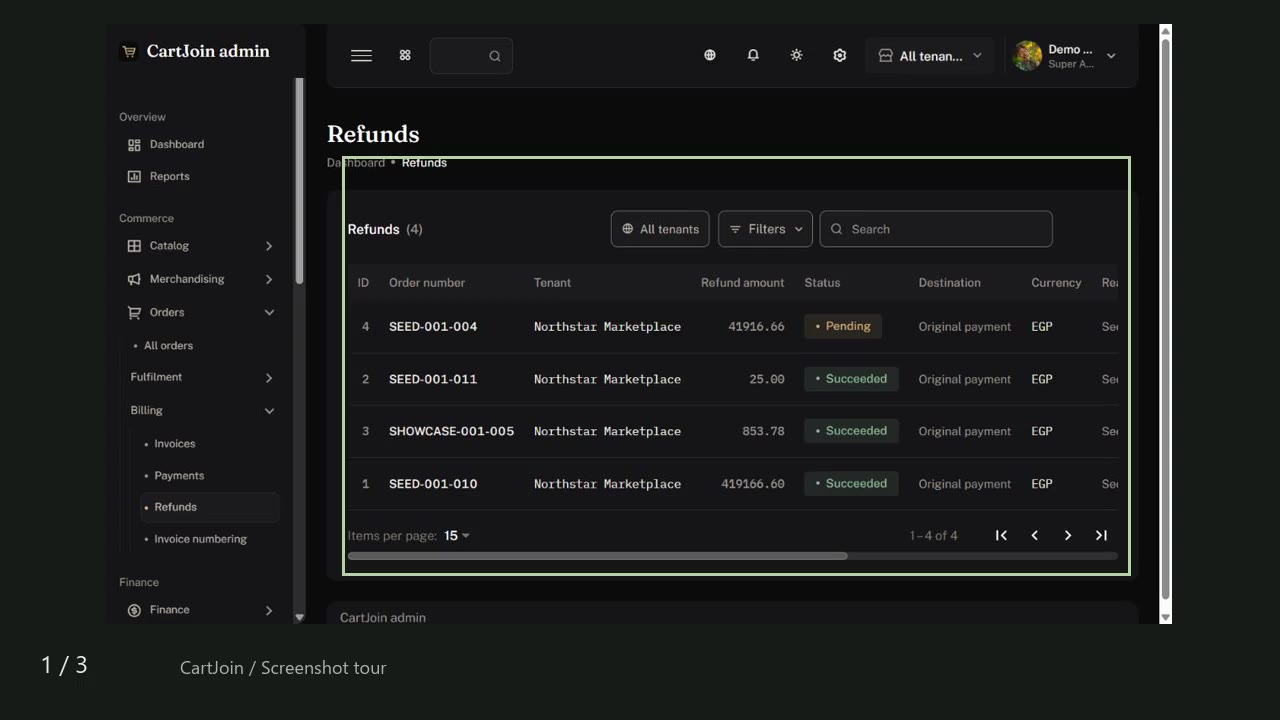 CartJoin admin
All tenan...
Demo ...
Super A...
Overview
Dashboard
Reports
Commerce
Catalog
Merchandising
Orders
All orders
Fulfilment
Billing
Invoices
Payments
Refunds
Invoice numbering
Finance
Finance
Refunds
Dashboard • Refunds
Refunds (4)
All tenants
Filters
Search
ID Order number Tenant Refund amount Status Destination Currency Rea
4 SEED-001-004 Northstar Marketplace 41916.66 • Pending Original payment EGP See
2 SEED-001-011 Northstar Marketplace 25.00 • Succeeded Original payment EGP See
3 SHOWCASE-001-005 Northstar Marketplace 853.78 • Succeeded Original payment EGP See
1 SEED-001-010 Northstar Marketplace 419166.60 • Succeeded Original payment EGP See
Items per page: 15
1–4 of 4
CartJoin admin
1 / 3
CartJoin / Screenshot tour